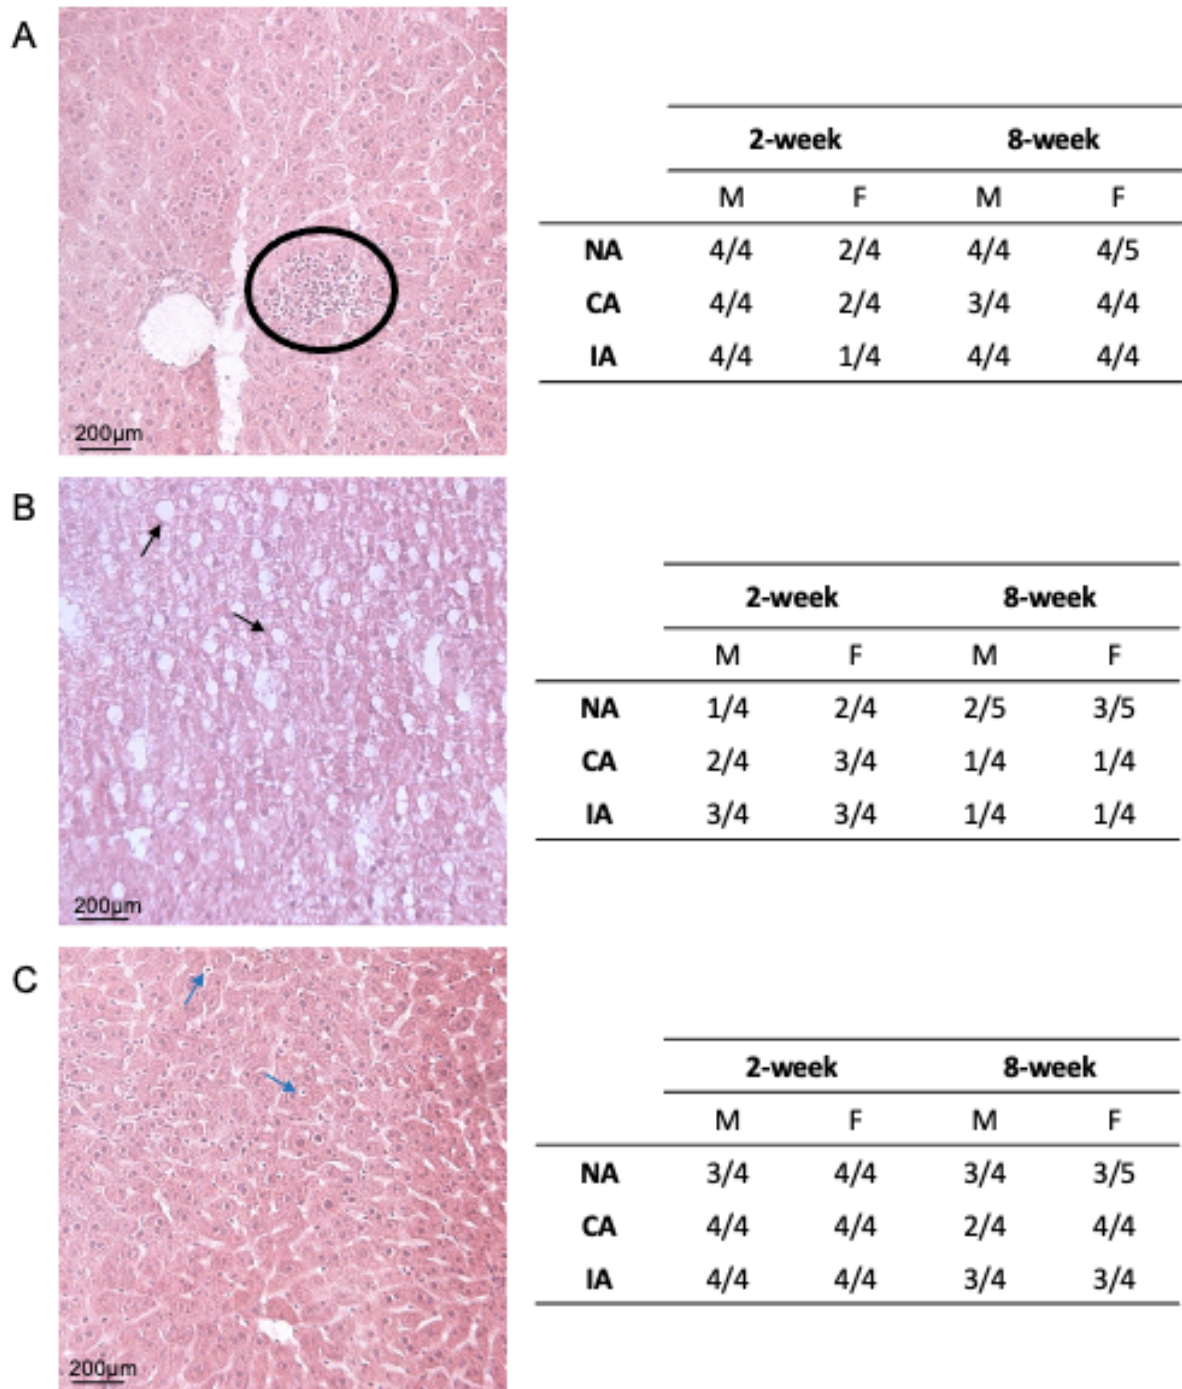 A
200µm
2-week 8-week
M F M F
NA 4/4 2/4 4/4 4/5
CA 4/4 2/4 3/4 4/4
IA 4/4 1/4 4/4 4/4
B
200µm
2-week 8-week
M F M F
NA 1/4 2/4 2/5 3/5
CA 2/4 3/4 1/4 1/4
IA 3/4 3/4 1/4 1/4
C
200µm
2-week 8-week
M F M F
NA 3/4 4/4 3/4 3/5
CA 4/4 4/4 2/4 4/4
IA 4/4 4/4 3/4 3/4